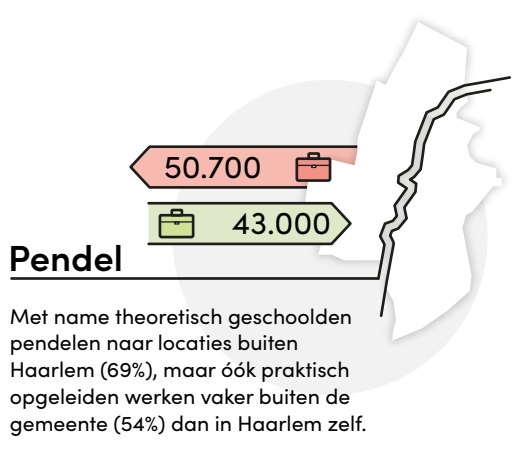 50.700
43.000
Pendel
Met name theoretisch geschoolden
pendelen naar locaties buiten
Haarlem (69%), maar óók praktisch
opgeleiden werken vaker buiten de
gemeente (54%) dan in Haarlem zelf.